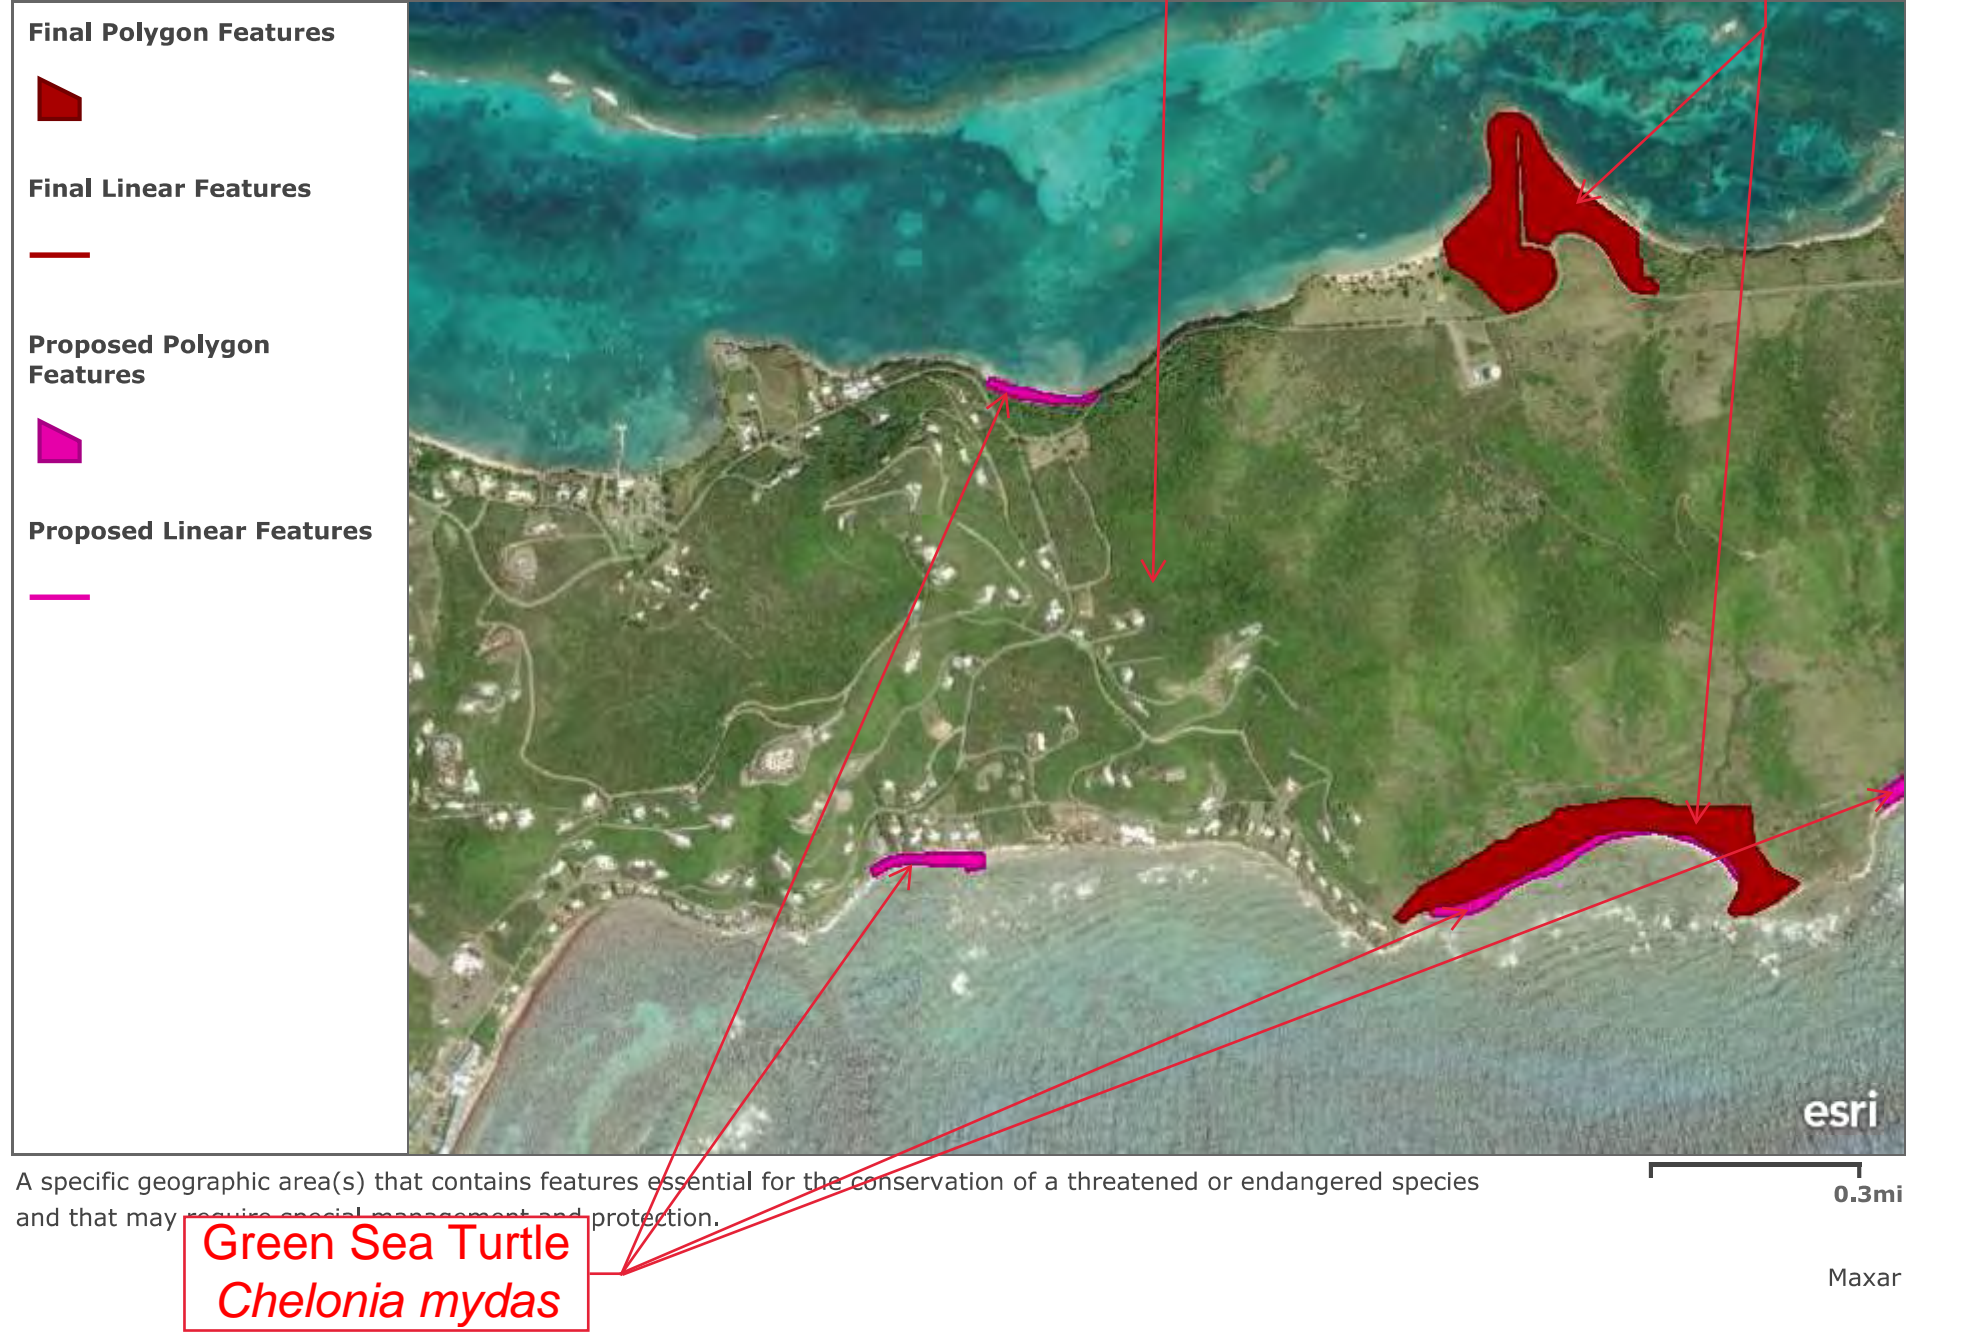 Final Polygon Features
Final Linear Features
Proposed Polygon
Features
Proposed Linear Features
esri
A specific geographic area(s) that contains features essential for the conservation of a threatened or endangered species
and that may require special management and protection.
0.3mi
Green Sea Turtle
Chelonia mydas
Maxar